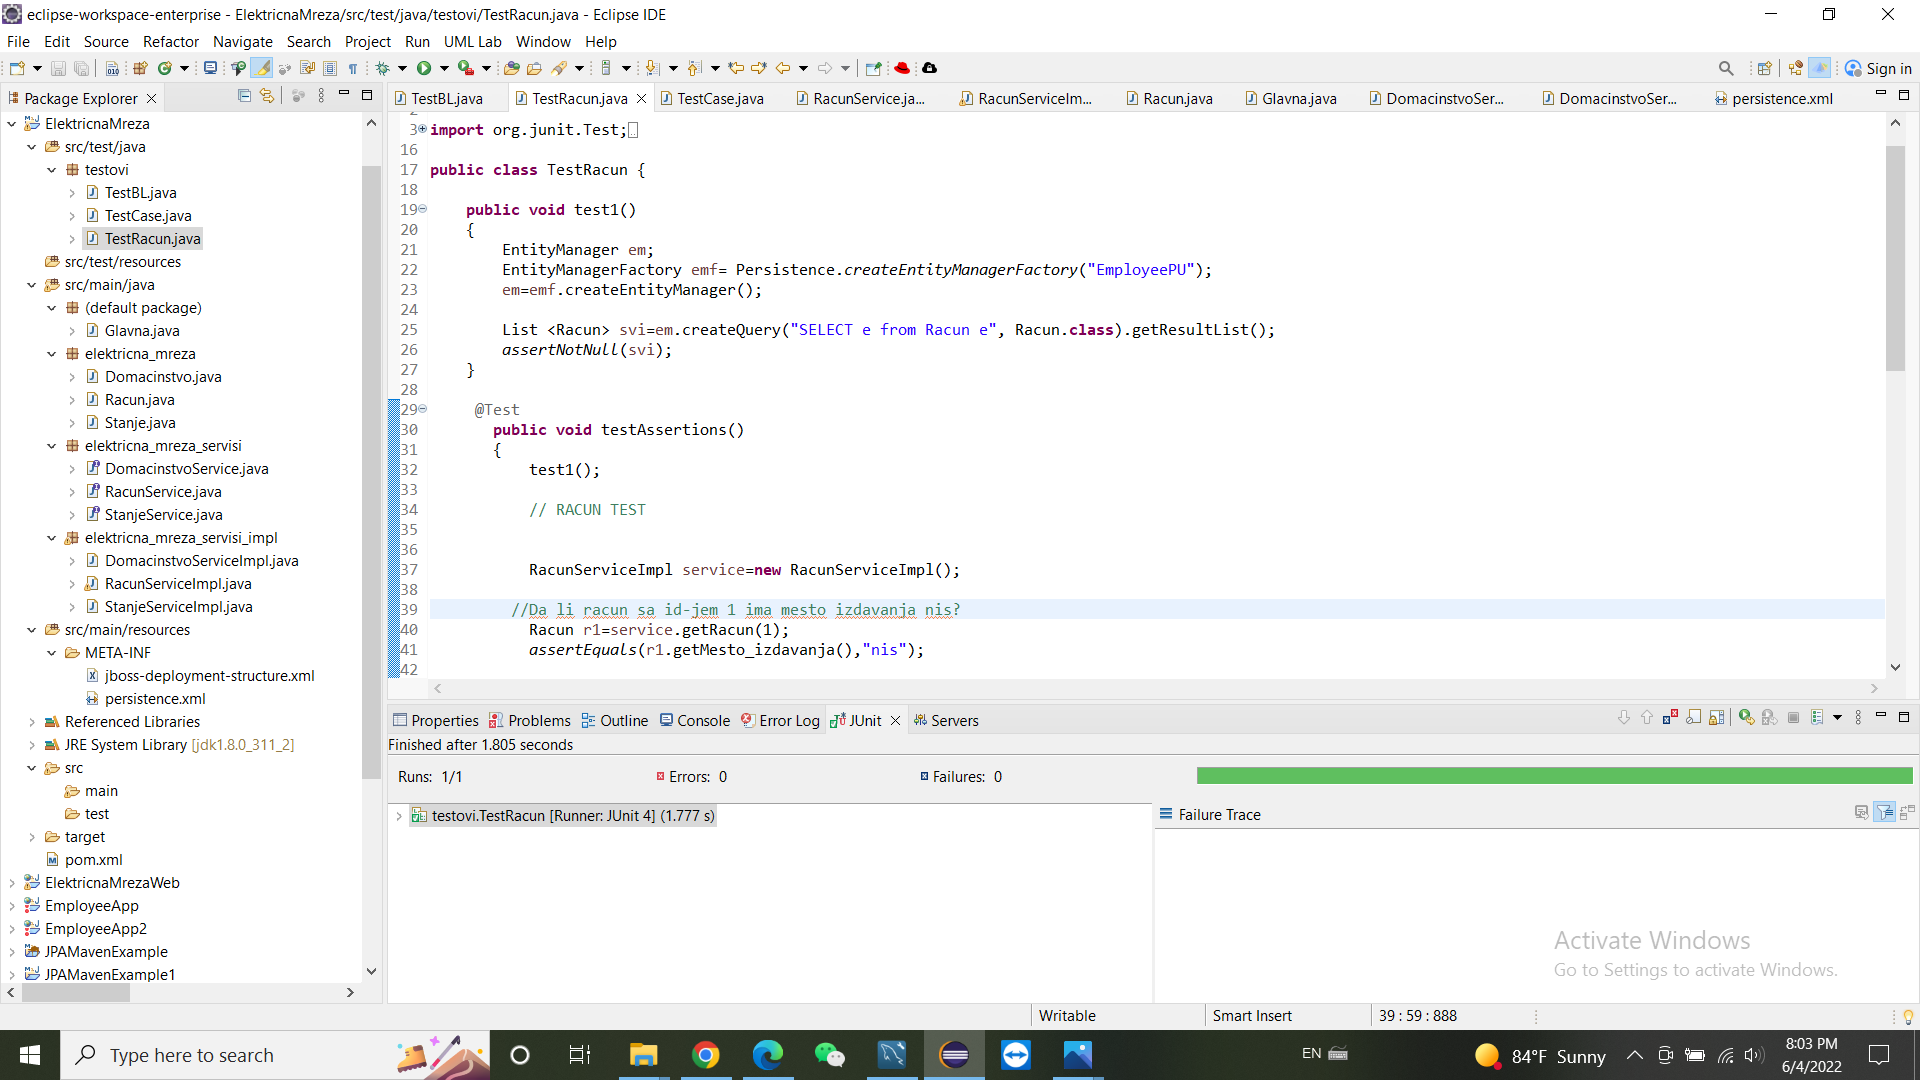 eclipse-workspace-enterprise - ElektricnaMreza/src/test/java/testovi/TestRacun.java - Eclipse IDE
File Edit Source Refactor Navigate Search Project Run UML Lab Window Help
Sign in
Package Explorer
TestBL.java TestRacun.java TestCase.java RacunService.ja... RacunServiceIm... Racun.java Glavna.java DomacinstvoSer... DomacinstvoSer... persistence.xml
ElektricnaMreza
src/test/java
testovi
TestBL.java
TestCase.java
TestRacun.java
src/test/resources
src/main/java
(default package)
Glavna.java
elektricna_mreza
Domacinstvo.java
Racun.java
Stanje.java
elektricna_mreza_servisi
DomacinstvoService.java
RacunService.java
StanjeService.java
elektricna_mreza_servisi_impl
DomacinstvoServiceImpl.java
RacunServiceImpl.java
StanjeServiceImpl.java
src/main/resources
META-INF
jboss-deployment-structure.xml
persistence.xml
Referenced Libraries
JRE System Library [jdk1.8.0_311_2]
src
main
test
target
pom.xml
ElektricnaMrezaWeb
EmployeeApp
EmployeeApp2
JPAMavenExample
JPAMavenExample1
3 import org.junit.Test;
16
17 public class TestRacun {
18
19 public void test1()
20 {
21 EntityManager em;
22 EntityManagerFactory emf= Persistence.createEntityManagerFactory("EmployeePU");
23 em=emf.createEntityManager();
24
25 List <Racun> svi=em.createQuery("SELECT e from Racun e", Racun.class).getResultList();
26 assertNotNull(svi);
27 }
28
29 @Test
30 public void testAssertions()
31 {
32 test1();
33
34 // RACUN TEST
35
36
37 RacunServiceImpl service=new RacunServiceImpl();
38
39 //Da li racun sa id-jem 1 ima mesto izdavanja nis?
40 Racun r1=service.getRacun(1);
41 assertEquals(r1.getMesto_izdavanja(),"nis");
42
Properties Problems Outline Console Error Log JUnit Servers
Finished after 1.805 seconds
Runs: 1/1 Errors: 0 Failures: 0
testovi.TestRacun [Runner: JUnit 4] (1.777 s)
Failure Trace
Activate Windows
Go to Settings to activate Windows.
Writable Smart Insert 39 : 59 : 888
Type here to search
EN
84°F Sunny
8:03 PM
6/4/2022